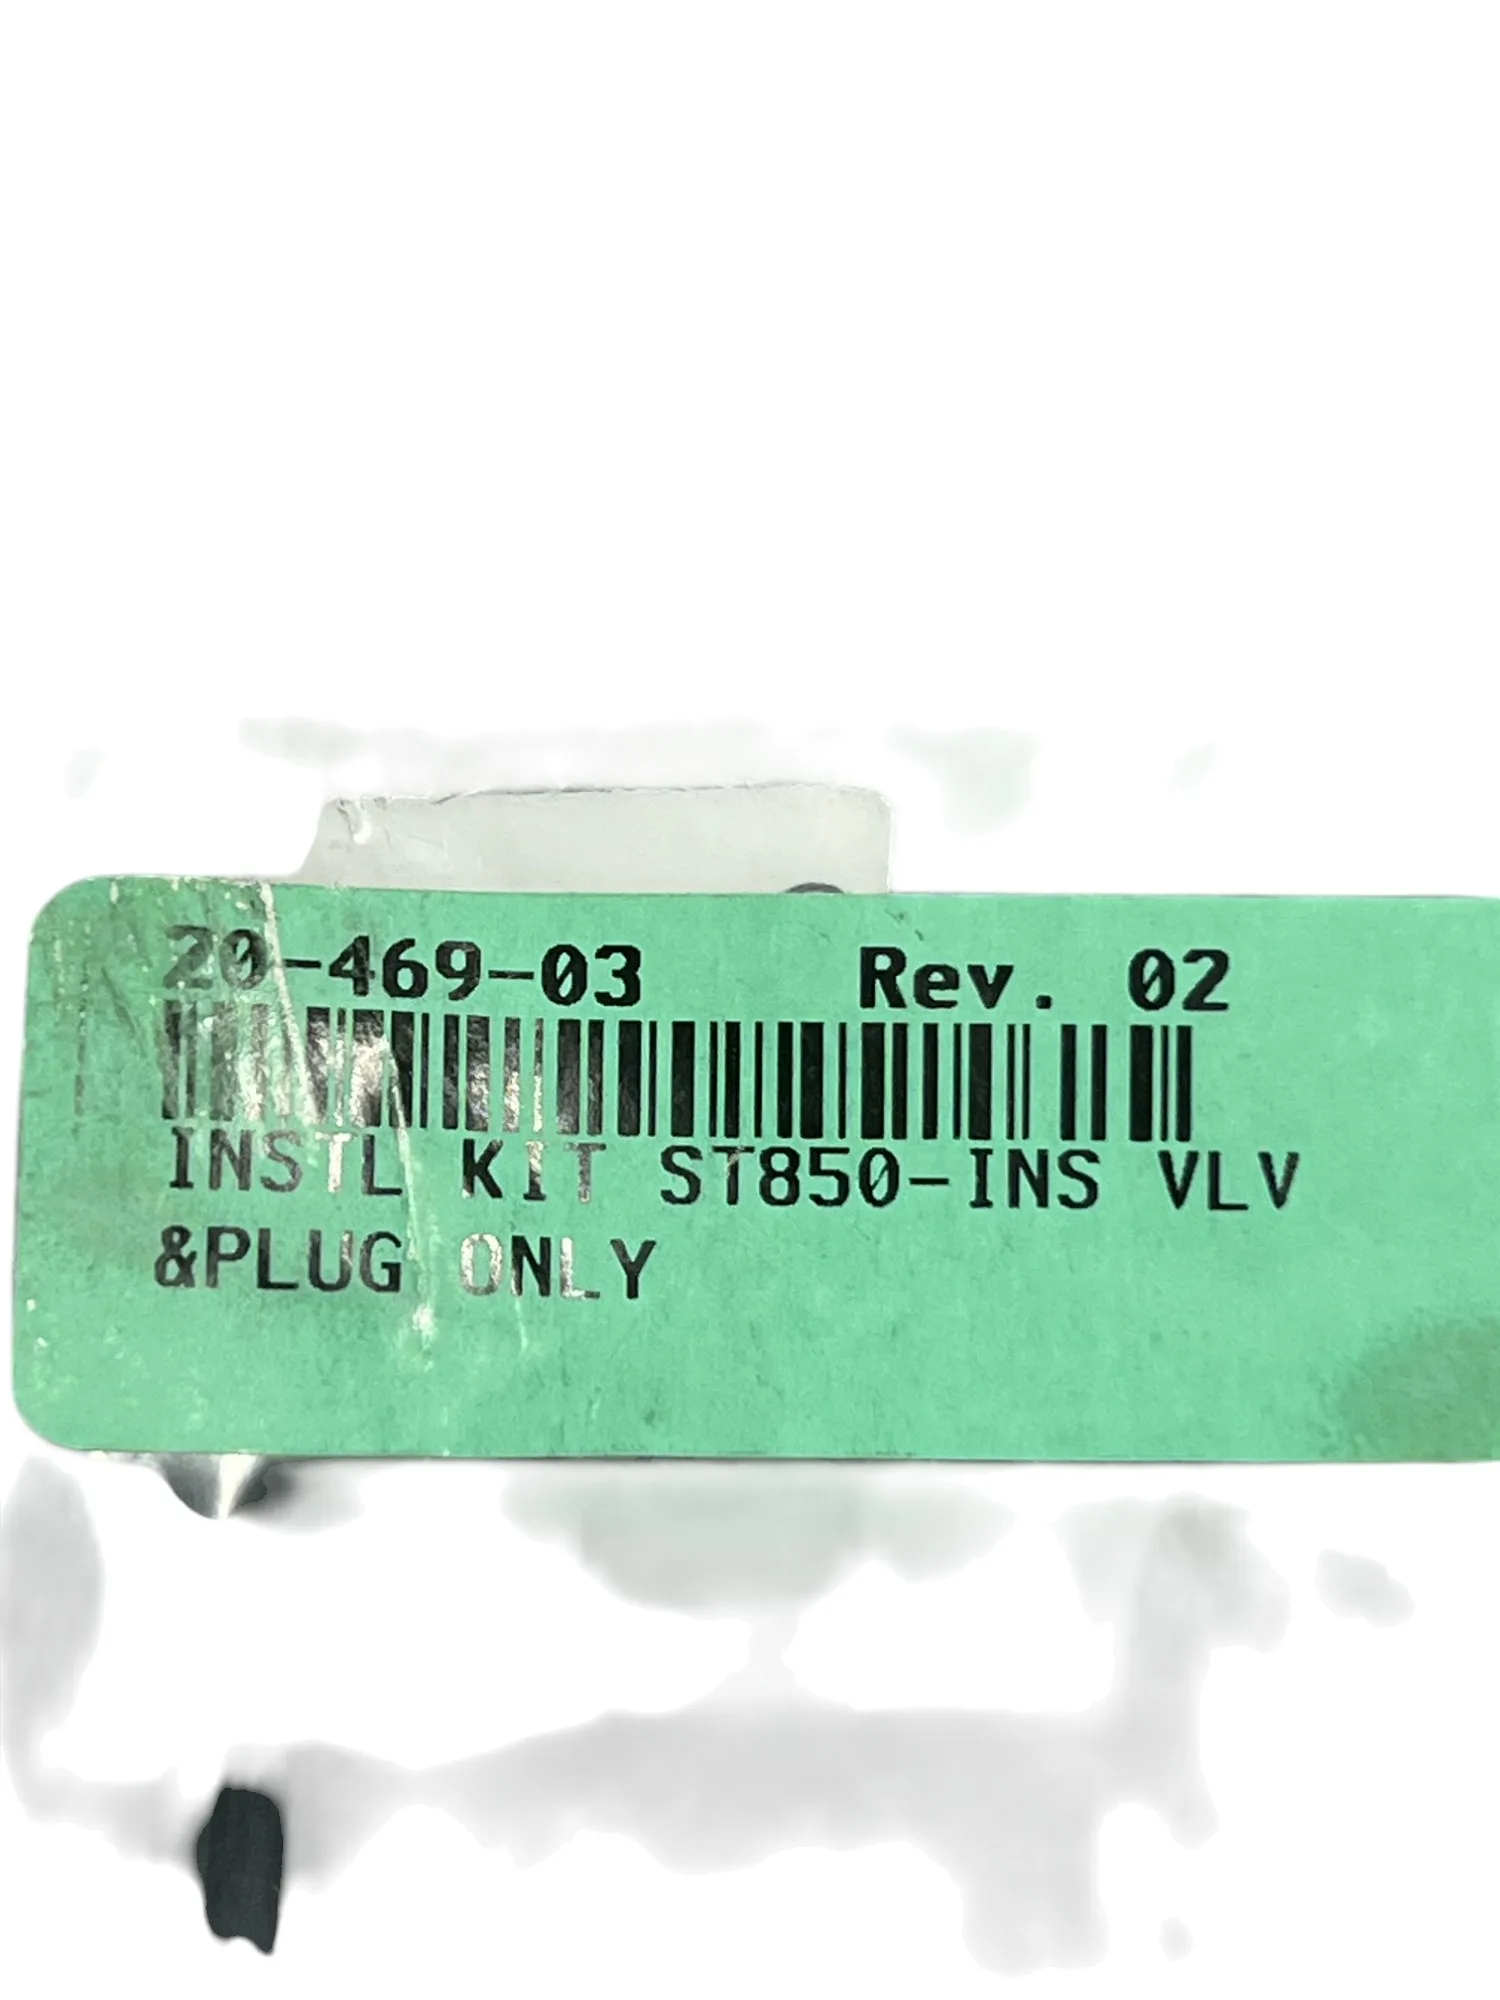 20-469-03 Rev. 02
INSTL KIT ST850-INS VLV
&PLUG ONLY